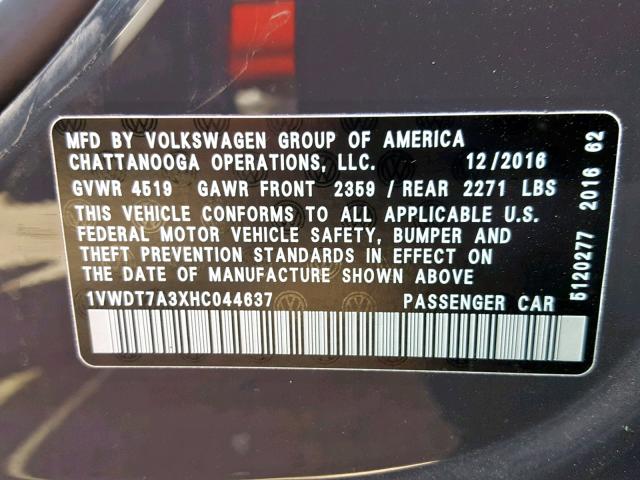 MFD BY VOLKSWAGEN GROUP OF AMERICA
CHATTANOOGA OPERATIONS, LLC. 12/2016
GVWR 4519 GAWR FRONT 2359 / REAR 2271 LBS
THIS VEHICLE CONFORMS TO ALL APPLICABLE U.S.
FEDERAL MOTOR VEHICLE SAFETY, BUMPER AND
THEFT PREVENTION STANDARDS IN EFFECT ON
THE DATE OF MANUFACTURE SHOWN ABOVE
1VWDT7A3XHC044637 PASSENGER CAR
5120277 2016 62